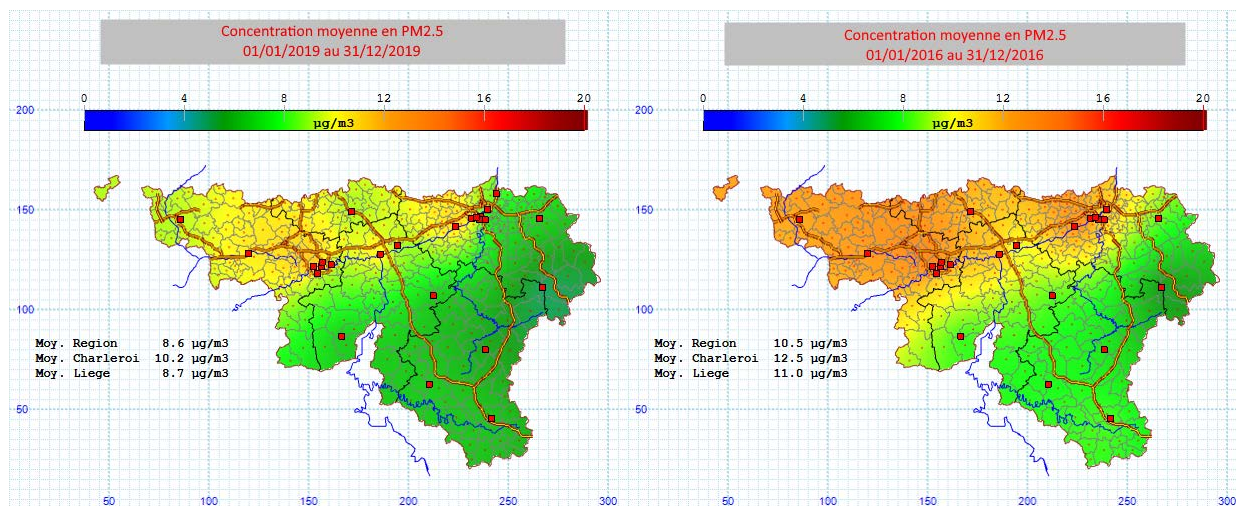 Concentration moyenne en PM2.5
01/01/2019 au 31/12/2019
0 4 8 12 16 20
µg/m3
200
150
100
50
Moy. Region 8.6 µg/m3
Moy. Charleroi 10.2 µg/m3
Moy. Liege 8.7 µg/m3
50 100 150 200 250 300
Concentration moyenne en PM2.5
01/01/2016 au 31/12/2016
0 4 8 12 16 20
µg/m3
200
150
100
50
Moy. Region 10.5 µg/m3
Moy. Charleroi 12.5 µg/m3
Moy. Liege 11.0 µg/m3
50 100 150 200 250 300